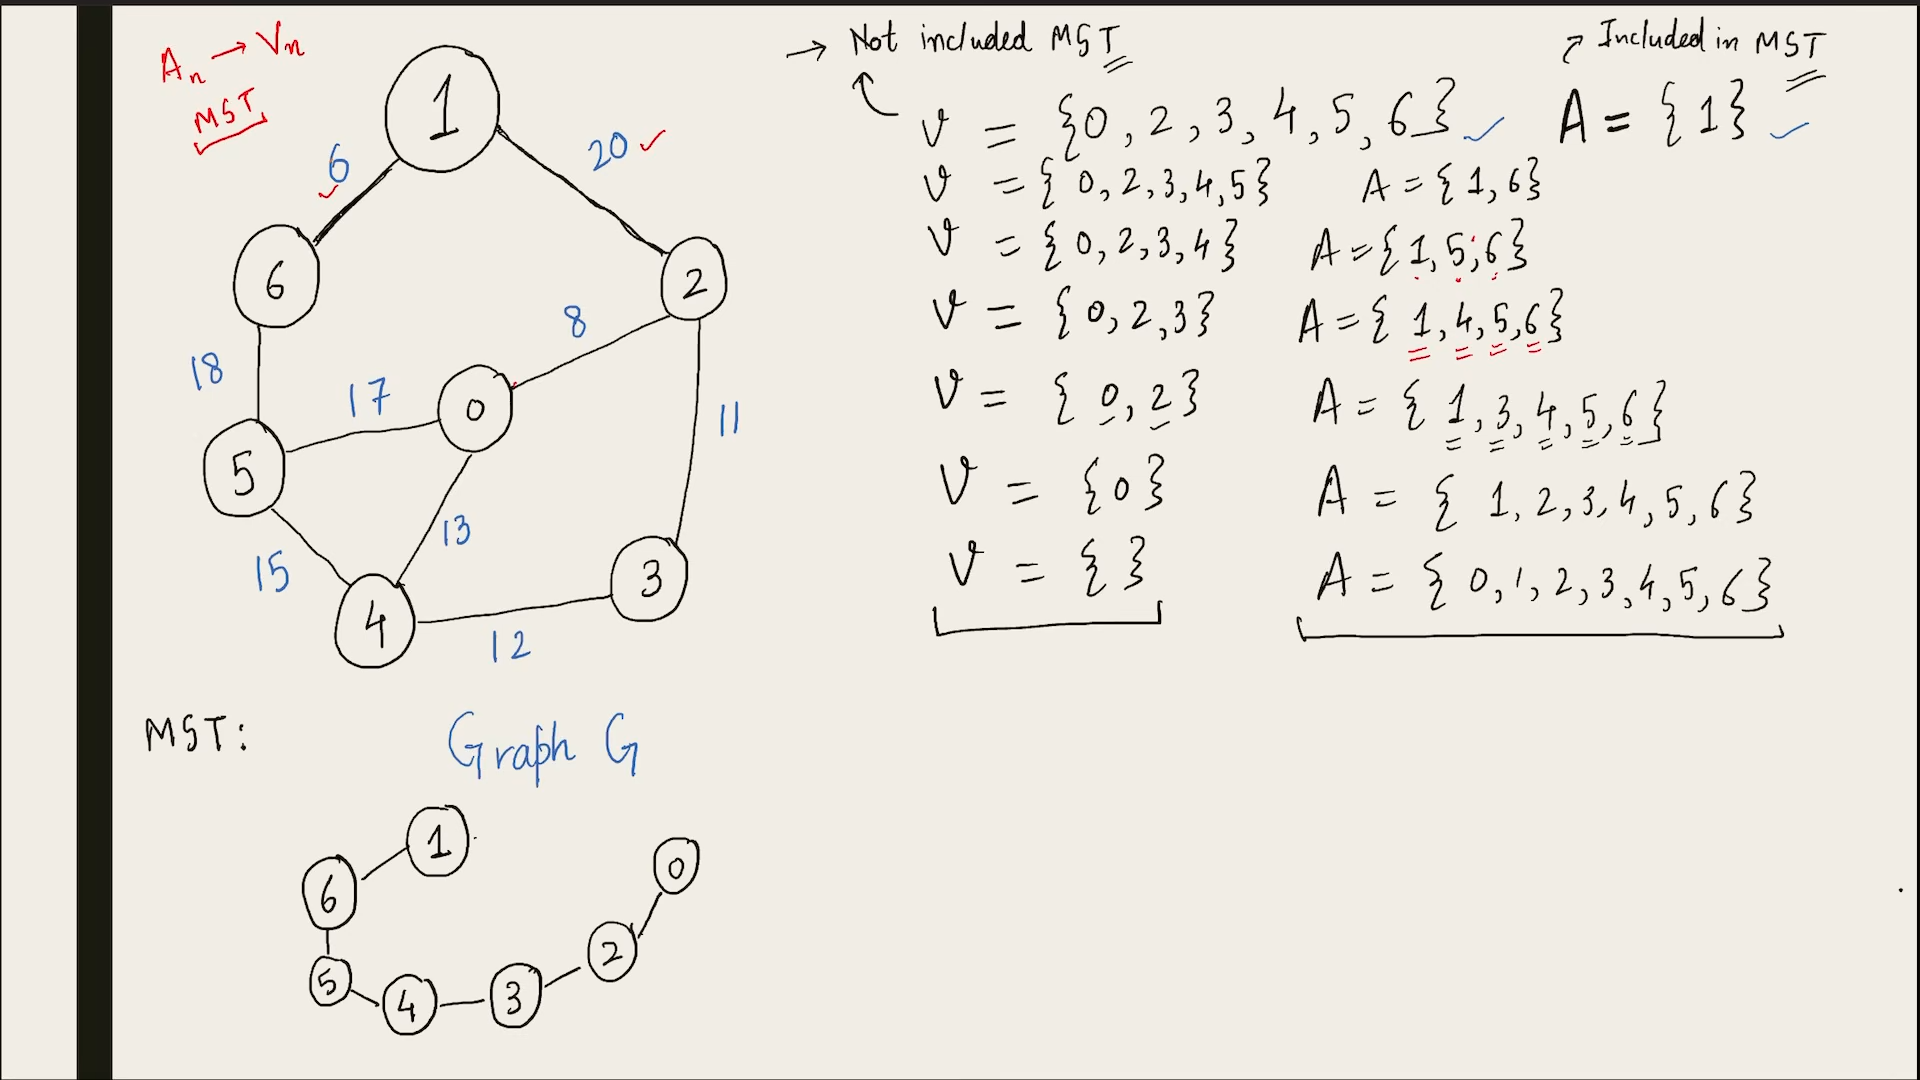 An → Vn
MST
1
6
20 ✓
6
2
8
18
17
0
11
5
13
15
3
4
12
→ Not included MST
Included in MST
V = {0, 2, 3, 4, 5, 6} A = {1}
V = {0, 2, 3, 4, 5} A = {1, 6}
V = {0, 2, 3, 4} A = {1, 5, 6}
V = {0, 2, 3} A = {1, 4, 5, 6}
V = {0, 2} A = {1, 3, 4, 5, 6}
V = {0} A = {1, 2, 3, 4, 5, 6}
V = { } A = {0, 1, 2, 3, 4, 5, 6}
MST:
Graph G
1
0
6
2
5
4
3